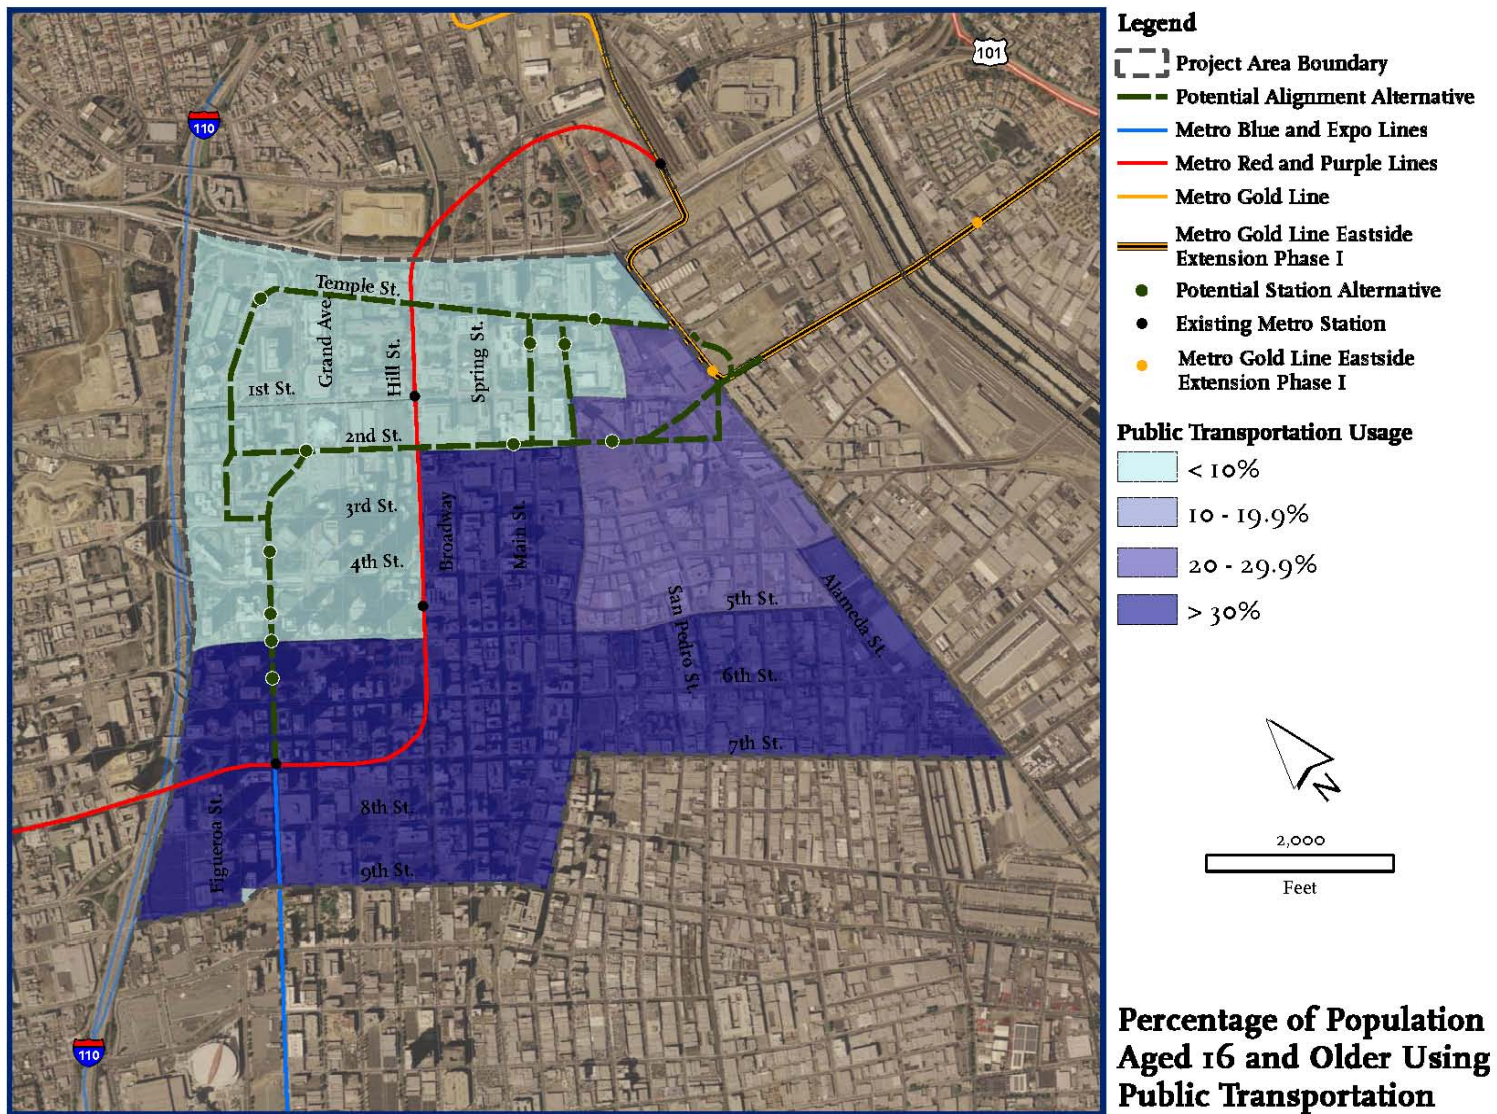 110
101
Temple St.
Grand Ave.
1st St.
Hill St.
Spring St.
2nd St.
3rd St.
Broadway
Main St.
4th St.
San Pedro St.
5th St.
Alameda St.
6th St.
7th St.
Figueroa St.
8th St.
9th St.
110
Legend
Project Area Boundary
Potential Alignment Alternative
Metro Blue and Expo Lines
Metro Red and Purple Lines
Metro Gold Line
Metro Gold Line Eastside
Extension Phase I
Potential Station Alternative
Existing Metro Station
Metro Gold Line Eastside
Extension Phase I
Public Transportation Usage
< 10%
10 - 19.9%
20 - 29.9%
> 30%
N
2,000
Feet
Percentage of Population
Aged 16 and Older Using
Public Transportation